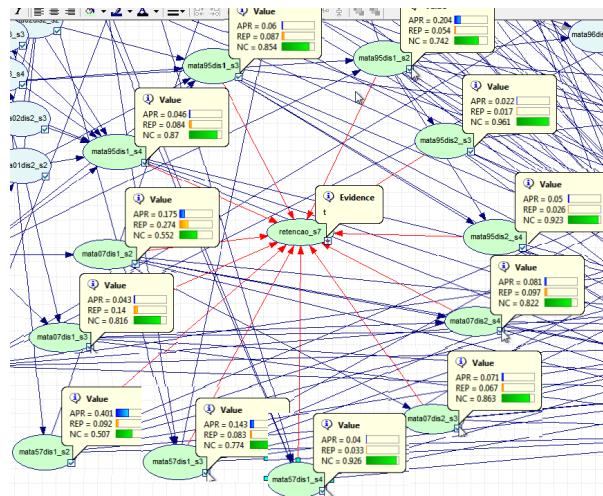 Value
APR = 0.06
REP = 0.087
NC = 0.854
mata95dis1_s3
APR = 0.204
REP = 0.054
NC = 0.742
mata95dis1_s2
mata96dis
_s3
_s4
02dis2_s3
01dis2_s2
Value
APR = 0.046
REP = 0.084
NC = 0.87
mata95dis1_s4
Value
APR = 0.022
REP = 0.017
NC = 0.961
mata95dis2_s3
Value
APR = 0.175
REP = 0.274
NC = 0.552
mata07dis1_s2
Evidence
t
retencao_s7
Value
APR = 0.05
REP = 0.026
NC = 0.923
mata95dis2_s4
Value
APR = 0.043
REP = 0.14
NC = 0.816
mata07dis1_s3
Value
APR = 0.081
REP = 0.097
NC = 0.822
mata07dis2_s4
Value
APR = 0.071
REP = 0.067
NC = 0.863
mata07dis2_s3
Value
APR = 0.401
REP = 0.092
NC = 0.507
mata57dis1_s2
Value
APR = 0.143
REP = 0.083
NC = 0.774
mata57dis1_s3
Value
APR = 0.04
REP = 0.033
NC = 0.926
mata57dis1_s4